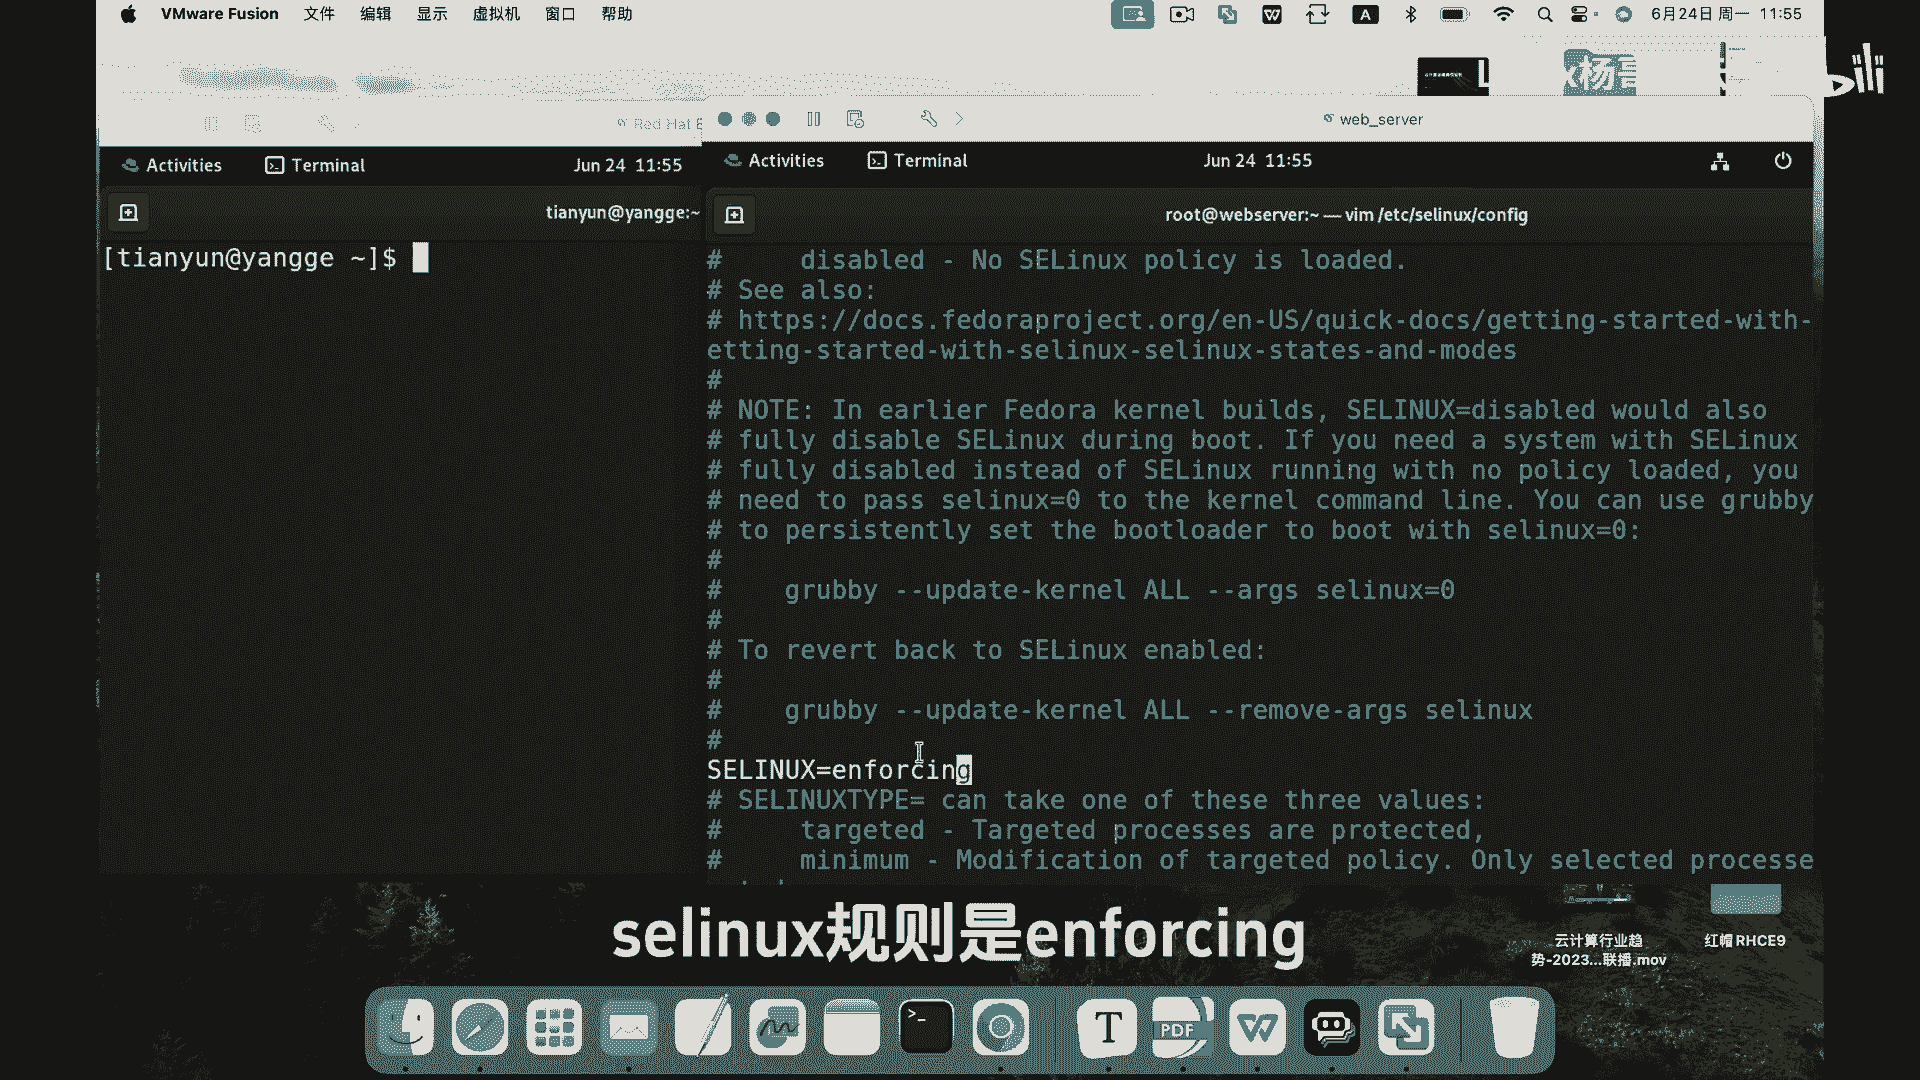 VMware Fusion 文件 编辑 显示 虚拟机 窗口 帮助
A 6月24日 周一 11:55
Red Hat E
web_server
Activities Terminal Jun 24 11:55
Activities Terminal Jun 24 11:55
tianyun@yangge:~
root@webserver:~ — vim /etc/selinux/config
[tianyun@yangge ~]$
# disabled - No SELinux policy is loaded.
# See also:
# https://docs.fedoraproject.org/en-US/quick-docs/getting-started-with-
etting-started-with-selinux-selinux-states-and-modes
#
# NOTE: In earlier Fedora kernel builds, SELINUX=disabled would also
# fully disable SELinux during boot. If you need a system with SELinux
# fully disabled instead of SELinux running with no policy loaded, you
# need to pass selinux=0 to the kernel command line. You can use grubby
# to persistently set the bootloader to boot with selinux=0:
#
# grubby --update-kernel ALL --args selinux=0
#
# To revert back to SELinux enabled:
#
# grubby --update-kernel ALL --remove-args selinux
#
SELINUX=enforcing
# SELINUXTYPE= can take one of these three values:
# targeted - Targeted processes are protected,
# minimum - Modification of targeted policy. Only selected processe
selinux规则是enforcing
云计算行业趋
势-2023...联播.mov
红帽RHCE9
PDF